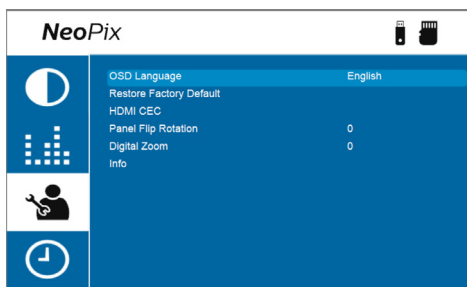 NeoPix
OSD Language English
Restore Factory Default
HDMI CEC
Panel Flip Rotation 0
Digital Zoom 0
Info